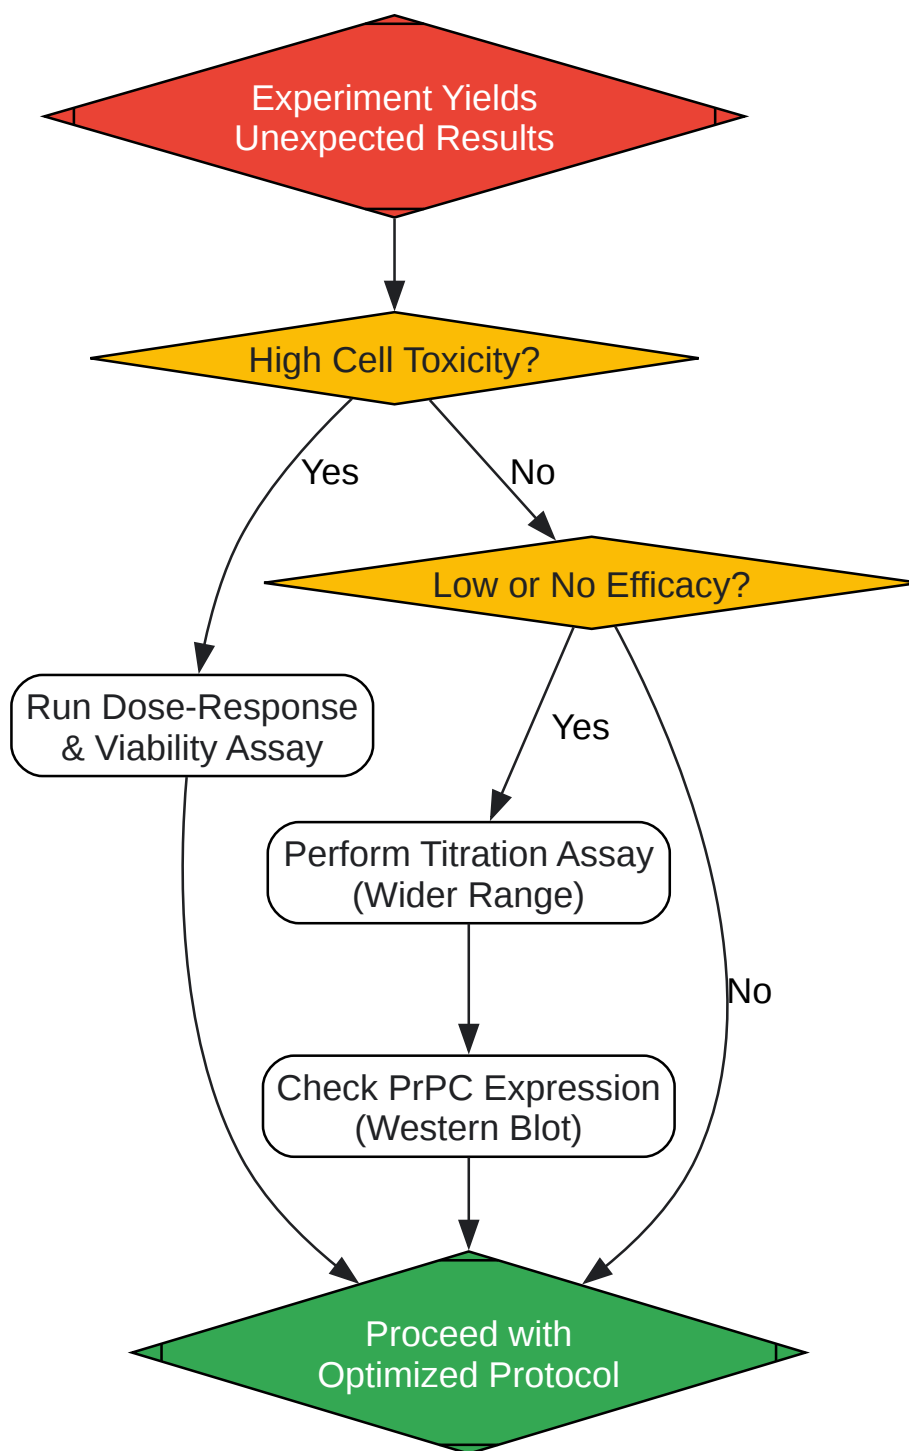 Experiment Yields
Unexpected Results
High Cell Toxicity?
Yes
No
Low or No Efficacy?
Run Dose-Response
& Viability Assay
Yes
Perform Titration Assay
(Wider Range)
No
Check PrPC Expression
(Western Blot)
Proceed with
Optimized Protocol